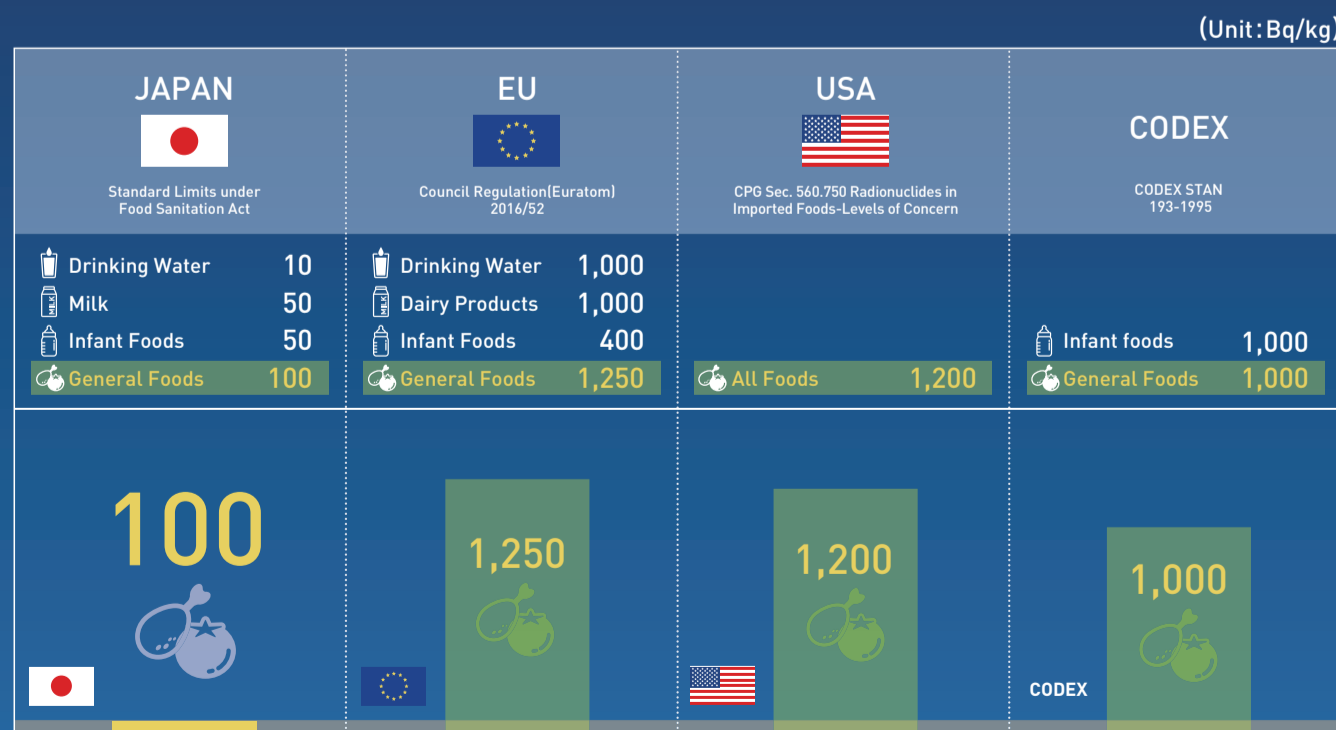 (Unit:Bq/kg)
JAPAN
Standard Limits under
Food Sanitation Act
EU
Council Regulation(Euratom)
2016/52
USA
CPG Sec. 560.750 Radionuclides in
Imported Foods-Levels of Concern
CODEX
CODEX STAN
193-1995
Drinking Water 10
MILK Milk 50
Infant Foods 50
General Foods 100
Drinking Water 1,000
MILK Dairy Products 1,000
Infant Foods 400
General Foods 1,250
All Foods 1,200
Infant foods 1,000
General Foods 1,000
100
1,250
1,200
1,000
CODEX